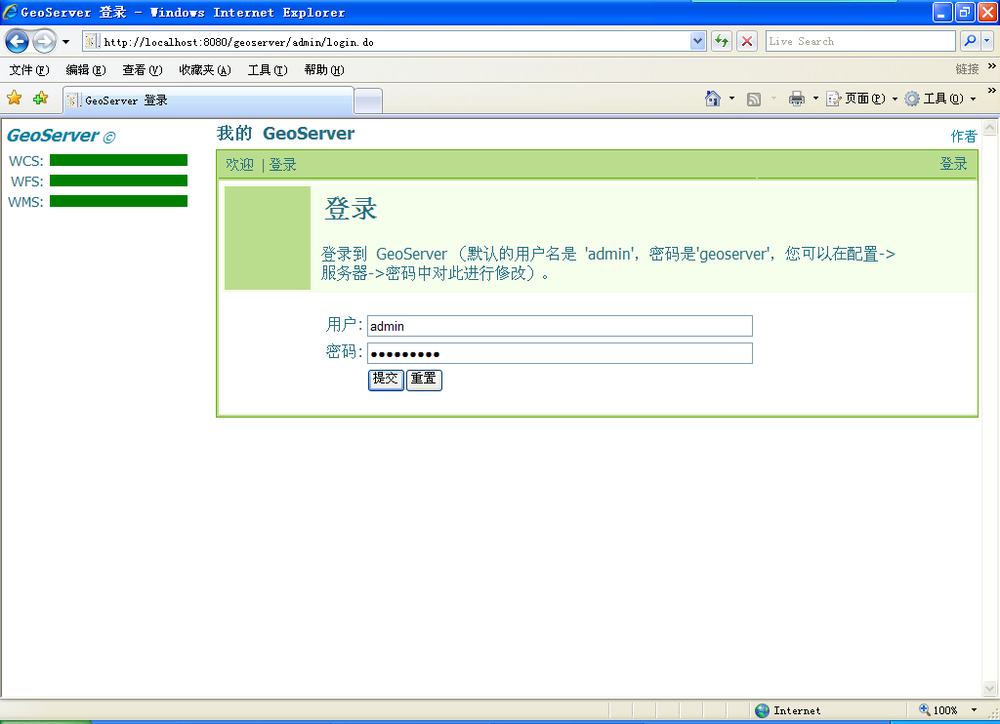 GeoServer 登录 - Windows Internet Explorer
http://localhost:8080/geoserver/admin/login.do
Live Search
文件(F) 编辑(E) 查看(V) 收藏夹(A) 工具(T) 帮助(H)
链接 »
GeoServer 登录
页面(P) 工具(O) »
GeoServer ©
我的 GeoServer
作者
WCS:
WFS:
WMS:
欢迎 | 登录
登录
登录
登录到 GeoServer （默认的用户名是 'admin'，密码是'geoserver'，您可以在配置->
服务器->密码中对此进行修改）。
用户: admin
密码: ●●●●●●●●●
提交 重置
Internet
100%